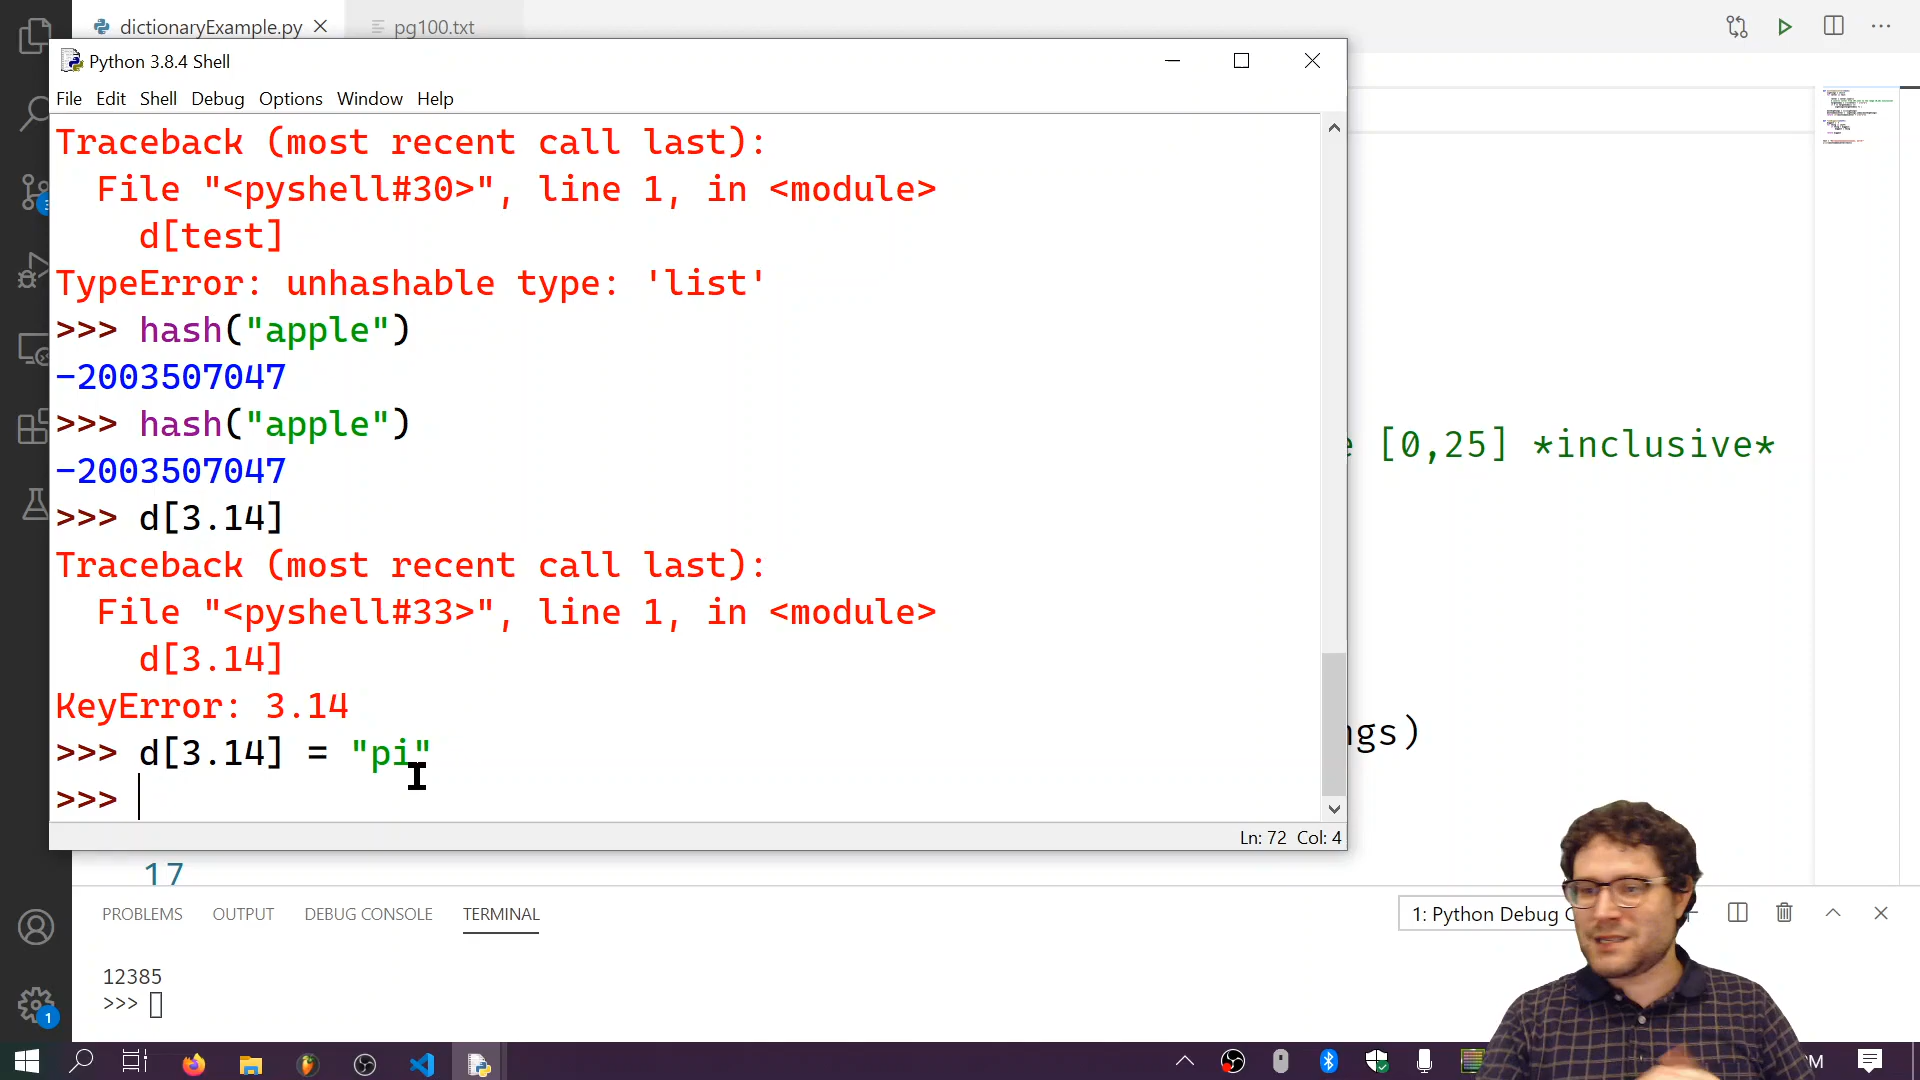 dictionaryExample.py
pg100.txt
Python 3.8.4 Shell
File Edit Shell Debug Options Window Help
Traceback (most recent call last):
  File "<pyshell#30>", line 1, in <module>
    d[test]
TypeError: unhashable type: 'list'
>>> hash("apple")
-2003507047
>>> hash("apple")
-2003507047
>>> d[3.14]
Traceback (most recent call last):
  File "<pyshell#33>", line 1, in <module>
    d[3.14]
KeyError: 3.14
>>> d[3.14] = "pi"
>>>
Ln: 72 Col: 4
[0,25] *inclusive*
ngs)
17
PROBLEMS OUTPUT DEBUG CONSOLE TERMINAL
1: Python Debug
12385
>>>
1
M